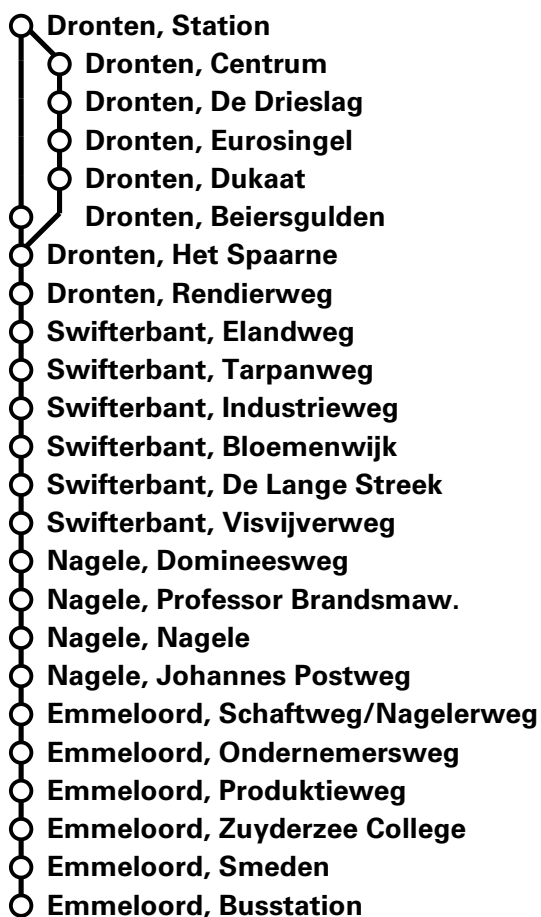 Dronten, Station
Dronten, Centrum
Dronten, De Drieslag
Dronten, Eurosingel
Dronten, Dukaat
Dronten, Beiersgulden
Dronten, Het Spaarne
Dronten, Rendierweg
Swifterbant, Elandweg
Swifterbant, Tarpanweg
Swifterbant, Industrieweg
Swifterbant, Bloemenwijk
Swifterbant, De Lange Streek
Swifterbant, Visvijverweg
Nagele, Domineesweg
Nagele, Professor Brandsmaw.
Nagele, Nagele
Nagele, Johannes Postweg
Emmeloord, Schaftweg/Nagelerweg
Emmeloord, Ondernemersweg
Emmeloord, Produktieweg
Emmeloord, Zuyderzee College
Emmeloord, Smeden
Emmeloord, Busstation